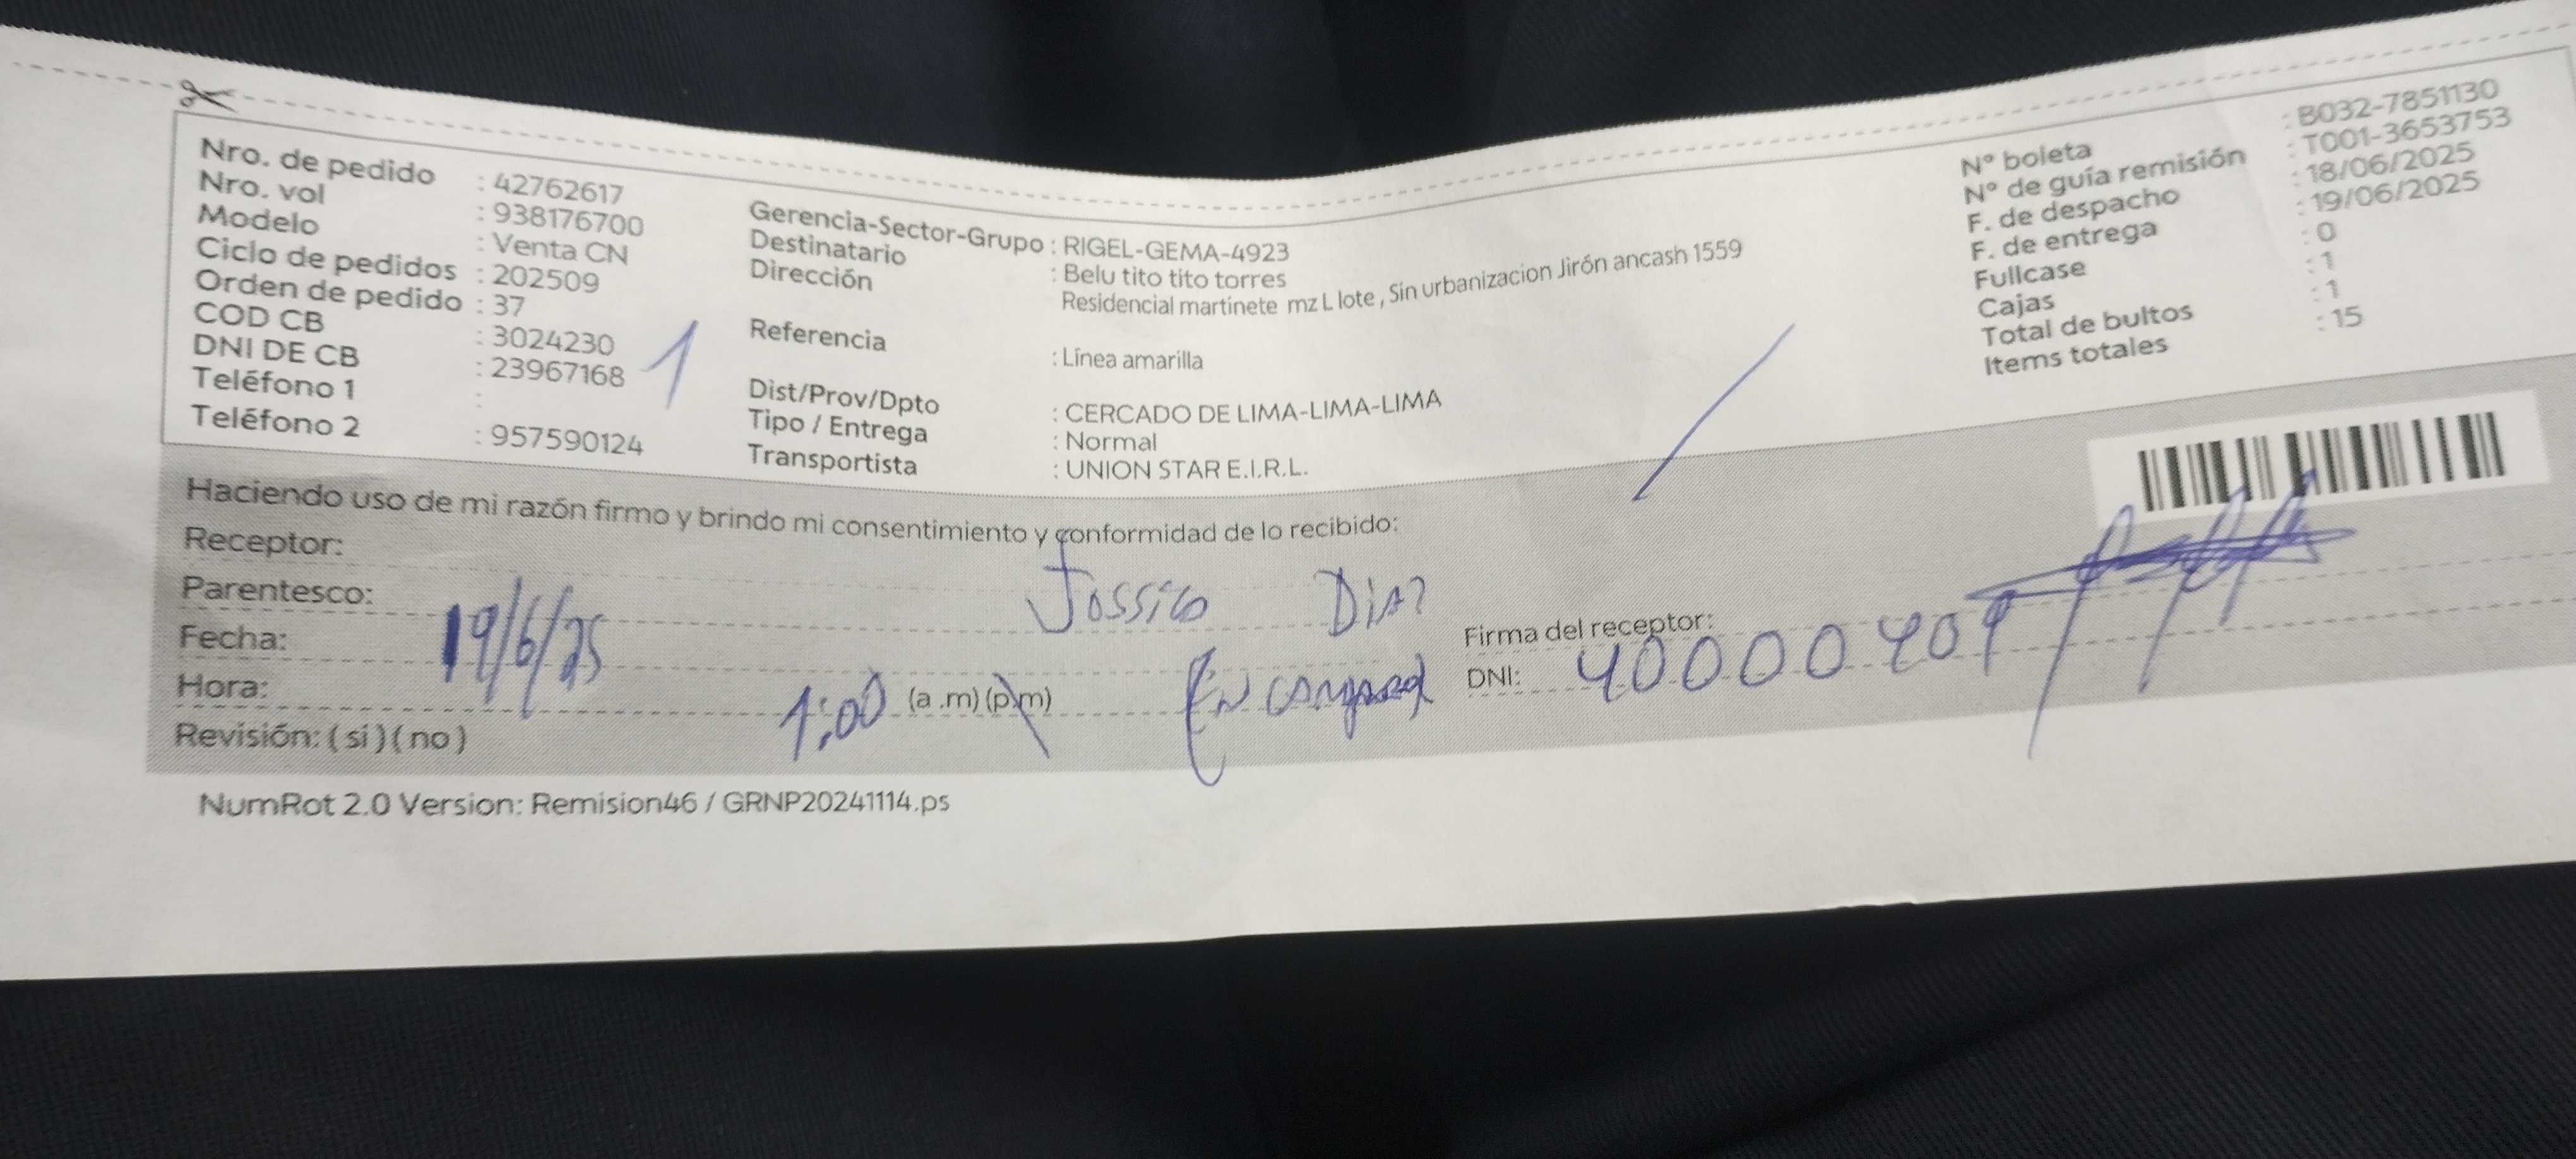 Nro. de pedido : 42762617
Nro. vol : 938176700
Modelo : Venta CN
Ciclo de pedidos : 202509
Orden de pedido : 37
COD CB : 3024230
DNI DE CB : 23967168
Teléfono 1 :
Teléfono 2 : 957590124
1
Gerencia-Sector-Grupo : RIGEL-GEMA-4923
Destinatario : Belu tito tito torres
Dirección Residencial martinete mz L lote , Sin urbanizacion Jirón ancash 1559
Referencia : Línea amarilla
Dist/Prov/Dpto : CERCADO DE LIMA-LIMA-LIMA
Tipo / Entrega : Normal
Transportista : UNION STAR E.I.R.L.
N° boleta : B032-7851130
N° de guía remisión : T001-3653753
F. de despacho : 18/06/2025
F. de entrega : 19/06/2025
Fullcase : 0
Cajas : 1
Total de bultos : 1
Items totales : 15
Haciendo uso de mi razón firmo y brindo mi consentimiento y conformidad de lo recibido:
Receptor:
Parentesco: Diaz
Fecha: 19/6/25
Hora: 1:00 (a .m) (p.m)
Revisión: ( si ) ( no )
Firma del receptor:
DNI: 40000409
NumRot 2.0 Version: Remision46 / GRNP20241114.ps